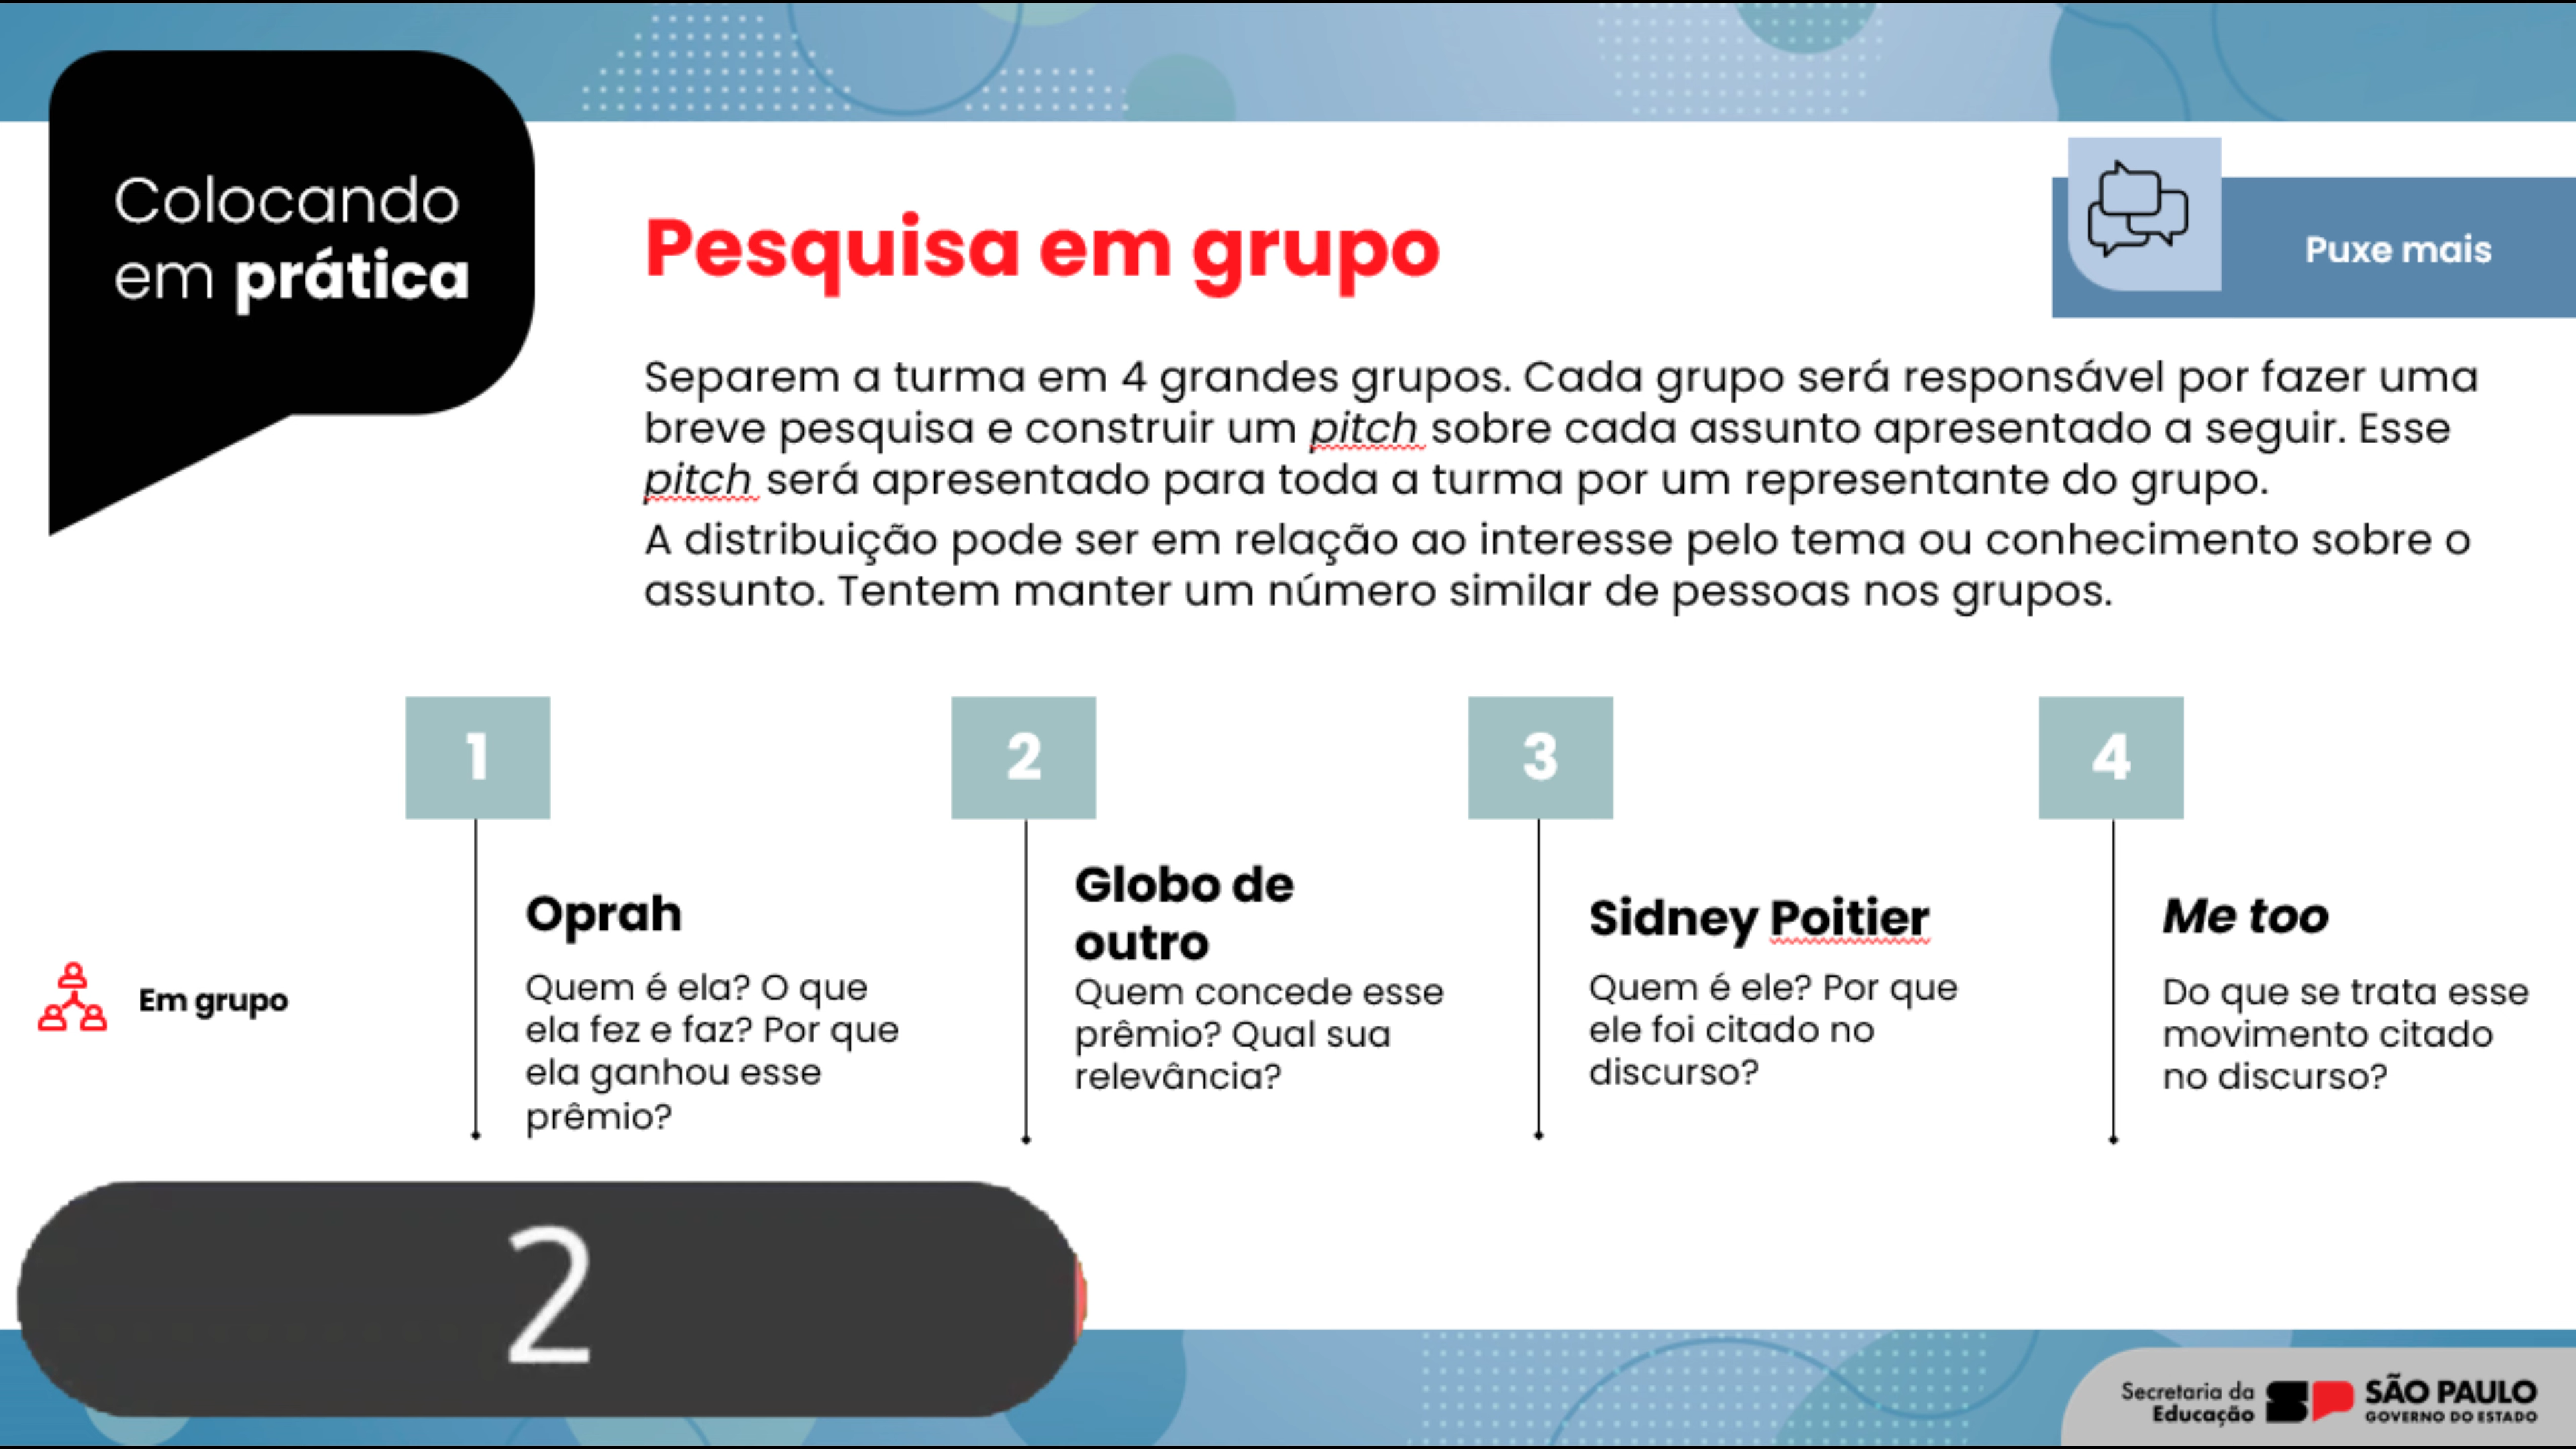 Colocando
em prática
Pesquisa em grupo
Puxe mais
Separem a turma em 4 grandes grupos. Cada grupo será responsável por fazer uma
breve pesquisa e construir um pitch sobre cada assunto apresentado a seguir. Esse
pitch será apresentado para toda a turma por um representante do grupo.
A distribuição pode ser em relação ao interesse pelo tema ou conhecimento sobre o
assunto. Tentem manter um número similar de pessoas nos grupos.
Em grupo
1
Oprah
Quem é ela? O que
ela fez e faz? Por que
ela ganhou esse
prêmio?
2
Globo de
outro
Quem concede esse
prêmio? Qual sua
relevância?
3
Sidney Poitier
Quem é ele? Por que
ele foi citado no
discurso?
4
Me too
Do que se trata esse
movimento citado
no discurso?
2
Secretaria da
Educação
SÃO PAULO
GOVERNO DO ESTADO